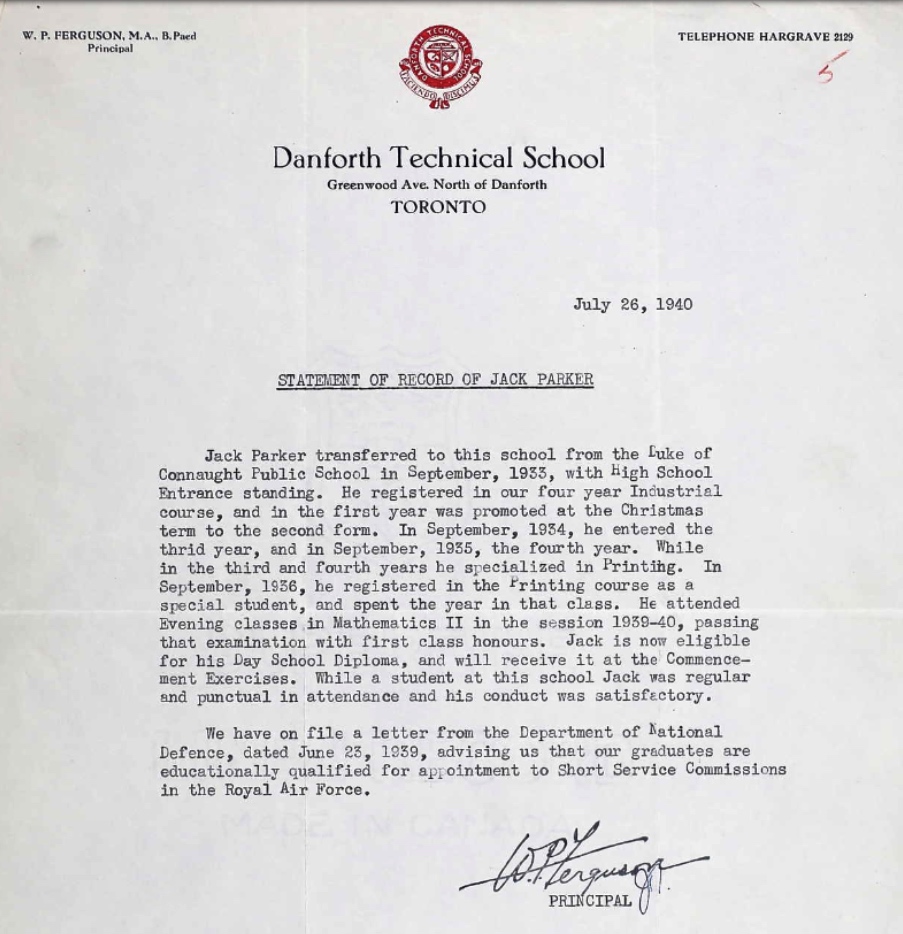 W. P. FERGUSON, M.A., B.Paed
Principal
TELEPHONE HARGRAVE 2129
5
DANFORTH TECHNICAL SCHOOL
FACIENDO DISCIMUS
Danforth Technical School
Greenwood Ave. North of Danforth
TORONTO
July 26, 1940
STATEMENT OF RECORD OF JACK PARKER
Jack Parker transferred to this school from the Duke of
Connaught Public School in September, 1933, with High School
Entrance standing. He registered in our four year Industrial
course, and in the first year was promoted at the Christmas
term to the second form. In September, 1934, he entered the
thrid year, and in September, 1935, the fourth year. While
in the third and fourth years he specialized in Printing. In
September, 1936, he registered in the Printing course as a
special student, and spent the year in that class. He attended
Evening classes in Mathematics II in the session 1939-40, passing
that examination with first class honours. Jack is now eligible
for his Day School Diploma, and will receive it at the Commence-
ment Exercises. While a student at this school Jack was regular
and punctual in attendance and his conduct was satisfactory.
We have on file a letter from the Department of National
Defence, dated June 23, 1939, advising us that our graduates are
educationally qualified for appointment to Short Service Commissions
in the Royal Air Force.
W.P. Ferguson
PRINCIPAL